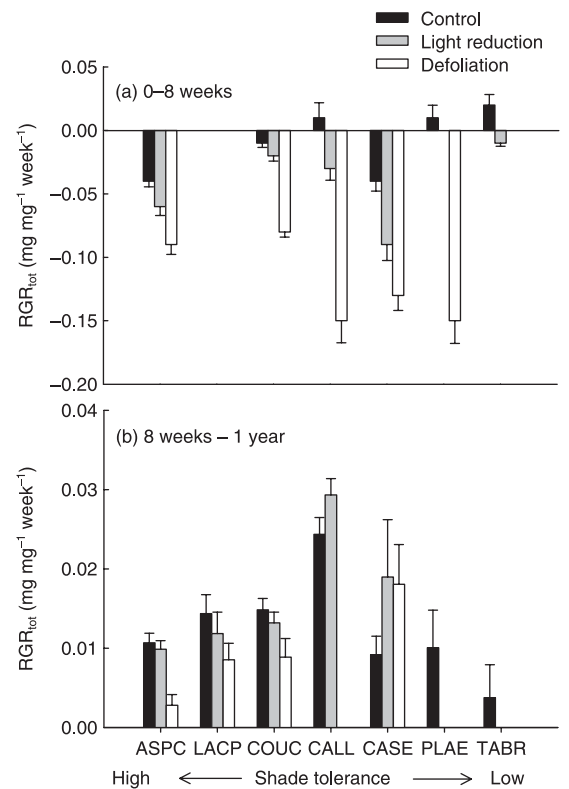 Control
Light reduction
Defoliation
(a) 0–8 weeks
0.05
0.00
−0.05
−0.10
−0.15
−0.20
RGRtot (mg mg⁻¹ week⁻¹)
(b) 8 weeks – 1 year
0.04
0.03
0.02
0.01
0.00
RGRtot (mg mg⁻¹ week⁻¹)
ASPC LACP COUC CALL CASE PLAE TABR
High ← Shade tolerance → Low